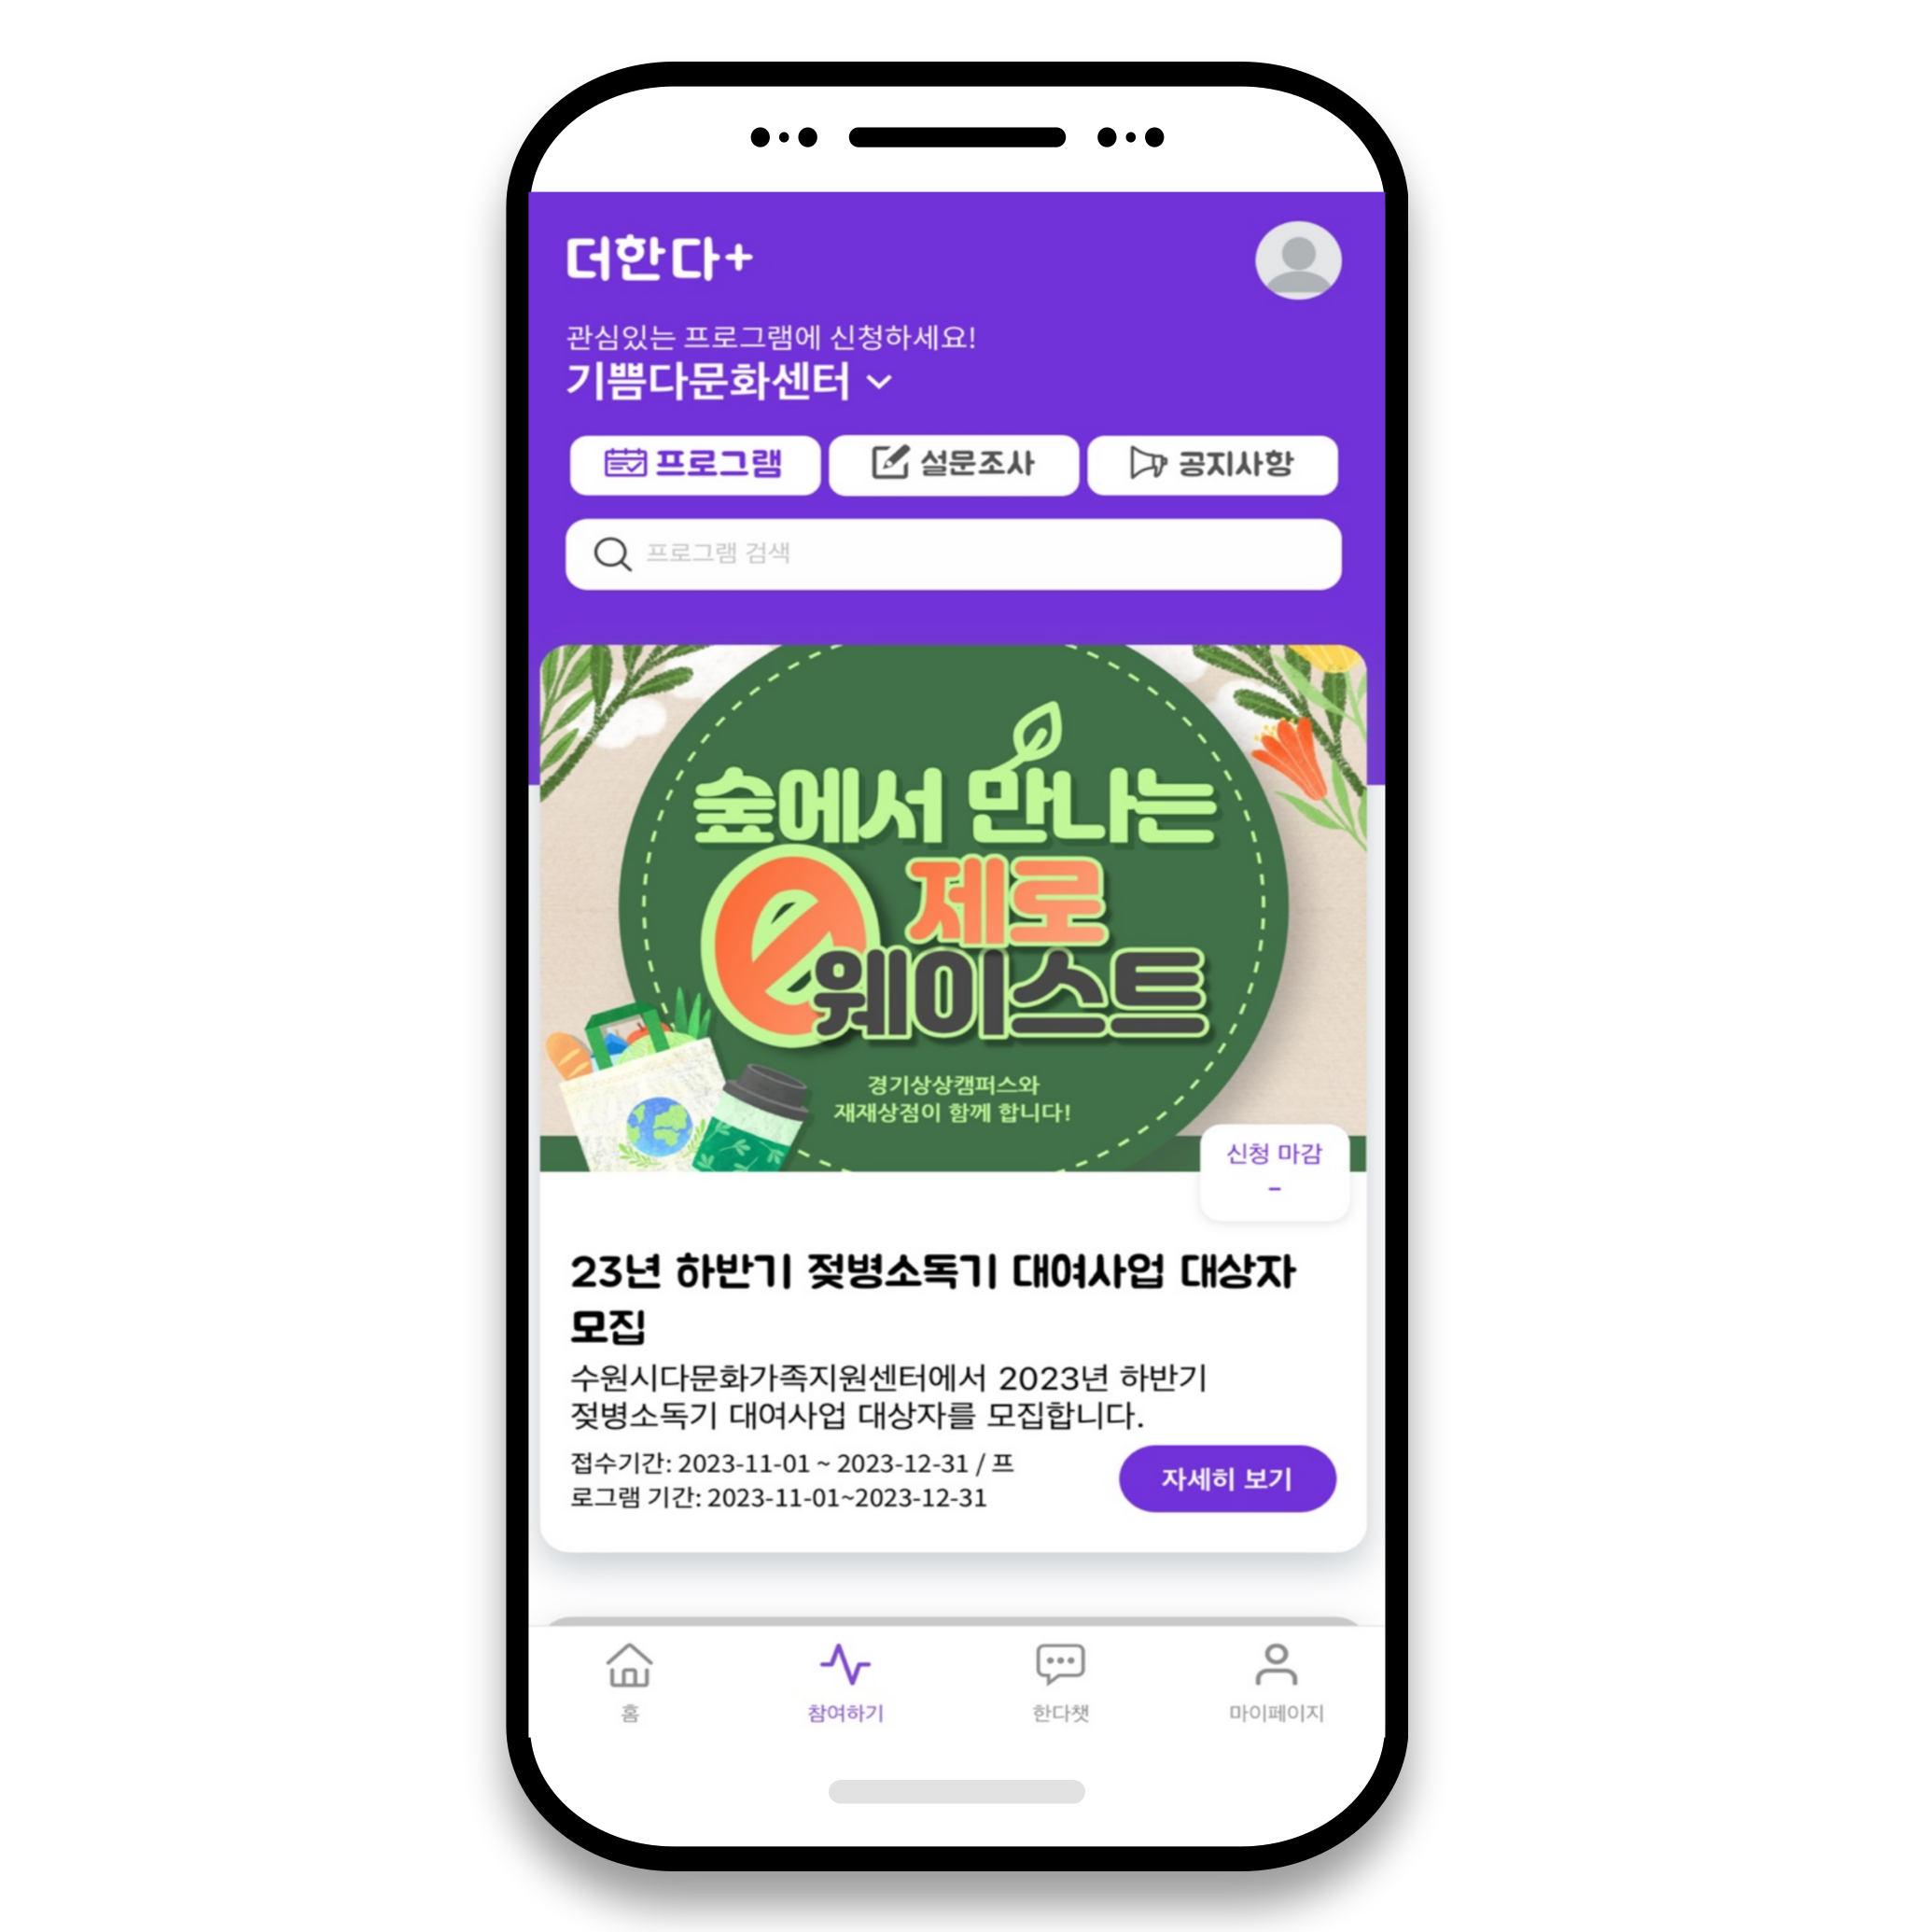 더한다+
관심있는 프로그램에 신청하세요!
기쁨다문화센터
프로그램
설문조사
공지사항
프로그램 검색
숲에서 만나는
e 제로
웨이스트
경기상상캠퍼스와
재재상점이 함께 합니다!
신청 마감
-
23년 하반기 젖병소독기 대여사업 대상자
모집
수원시다문화가족지원센터에서 2023년 하반기
젖병소독기 대여사업 대상자를 모집합니다.
접수기간: 2023-11-01 ~ 2023-12-31 / 프
로그램 기간: 2023-11-01~2023-12-31
자세히 보기
홈
참여하기
한다챗
마이페이지